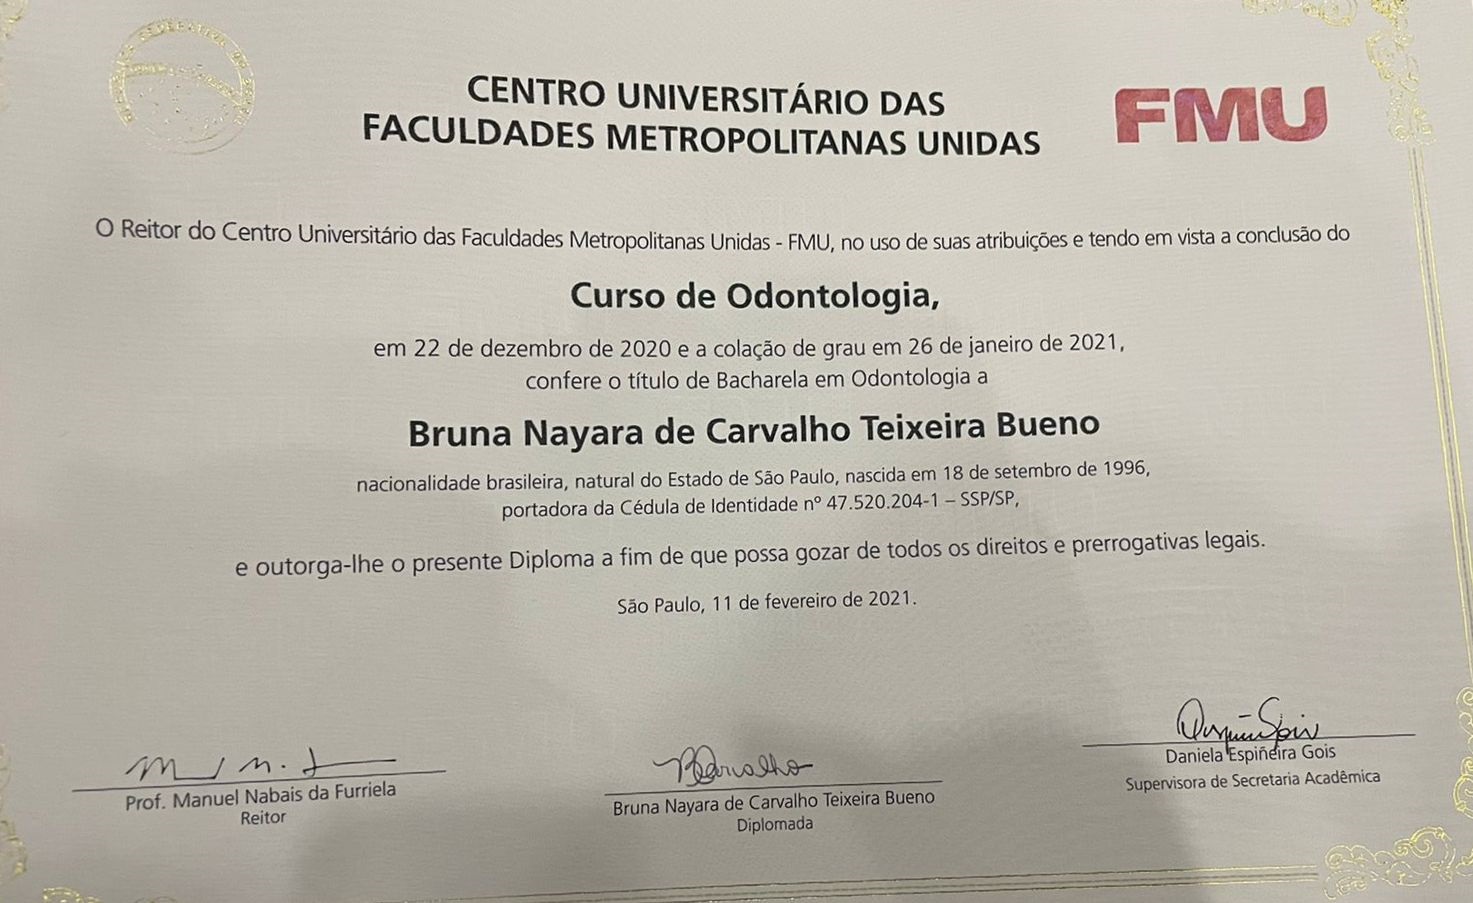 CENTRO UNIVERSITÁRIO DAS
FACULDADES METROPOLITANAS UNIDAS
FMU
O Reitor do Centro Universitário das Faculdades Metropolitanas Unidas - FMU, no uso de suas atribuições e tendo em vista a conclusão do
Curso de Odontologia,
em 22 de dezembro de 2020 e a colação de grau em 26 de janeiro de 2021,
confere o título de Bacharela em Odontologia a
Bruna Nayara de Carvalho Teixeira Bueno
nacionalidade brasileira, natural do Estado de São Paulo, nascida em 18 de setembro de 1996,
portadora da Cédula de Identidade nº 47.520.204-1 – SSP/SP,
e outorga-lhe o presente Diploma a fim de que possa gozar de todos os direitos e prerrogativas legais.
São Paulo, 11 de fevereiro de 2021.
Prof. Manuel Nabais da Furriela
Reitor
BCarvalho
Bruna Nayara de Carvalho Teixeira Bueno
Diplomada
Daniela Espiñeira Gois
Supervisora de Secretaria Acadêmica